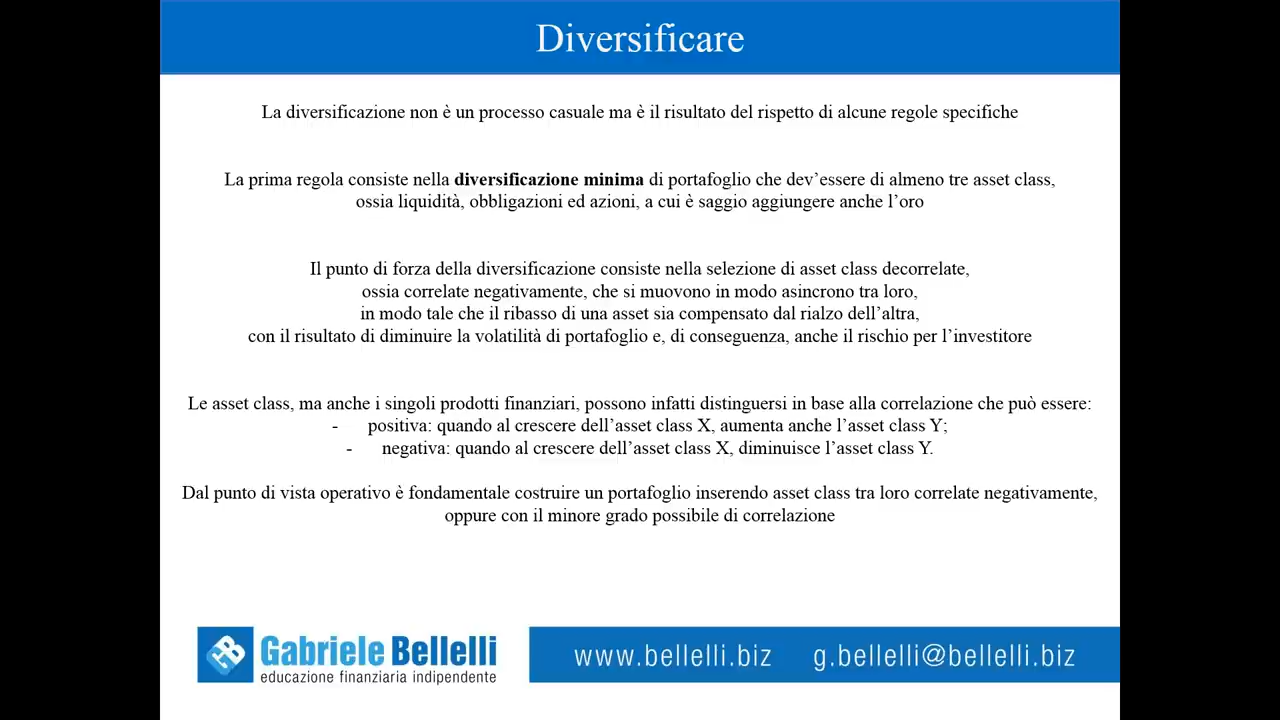 Diversificare
La diversificazione non è un processo casuale ma è il risultato del rispetto di alcune regole specifiche
La prima regola consiste nella diversificazione minima di portafoglio che dev’essere di almeno tre asset class,
ossia liquidità, obbligazioni ed azioni, a cui è saggio aggiungere anche l’oro
Il punto di forza della diversificazione consiste nella selezione di asset class decorrelate,
ossia correlate negativamente, che si muovono in modo asincrono tra loro,
in modo tale che il ribasso di una asset sia compensato dal rialzo dell’altra,
con il risultato di diminuire la volatilità di portafoglio e, di conseguenza, anche il rischio per l’investitore
Le asset class, ma anche i singoli prodotti finanziari, possono infatti distinguersi in base alla correlazione che può essere:
- positiva: quando al crescere dell’asset class X, aumenta anche l’asset class Y;
- negativa: quando al crescere dell’asset class X, diminuisce l’asset class Y.
Dal punto di vista operativo è fondamentale costruire un portafoglio inserendo asset class tra loro correlate negativamente,
oppure con il minore grado possibile di correlazione
Gabriele Bellelli
educazione finanziaria indipendente
www.bellelli.biz g.bellelli@bellelli.biz